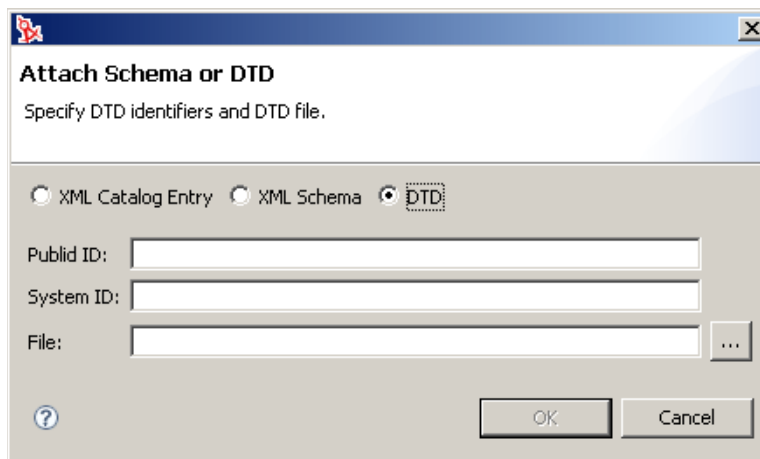 Attach Schema or DTD
Specify DTD identifiers and DTD file.
XML Catalog Entry XML Schema DTD
Publid ID:
System ID:
File:
...
OK Cancel